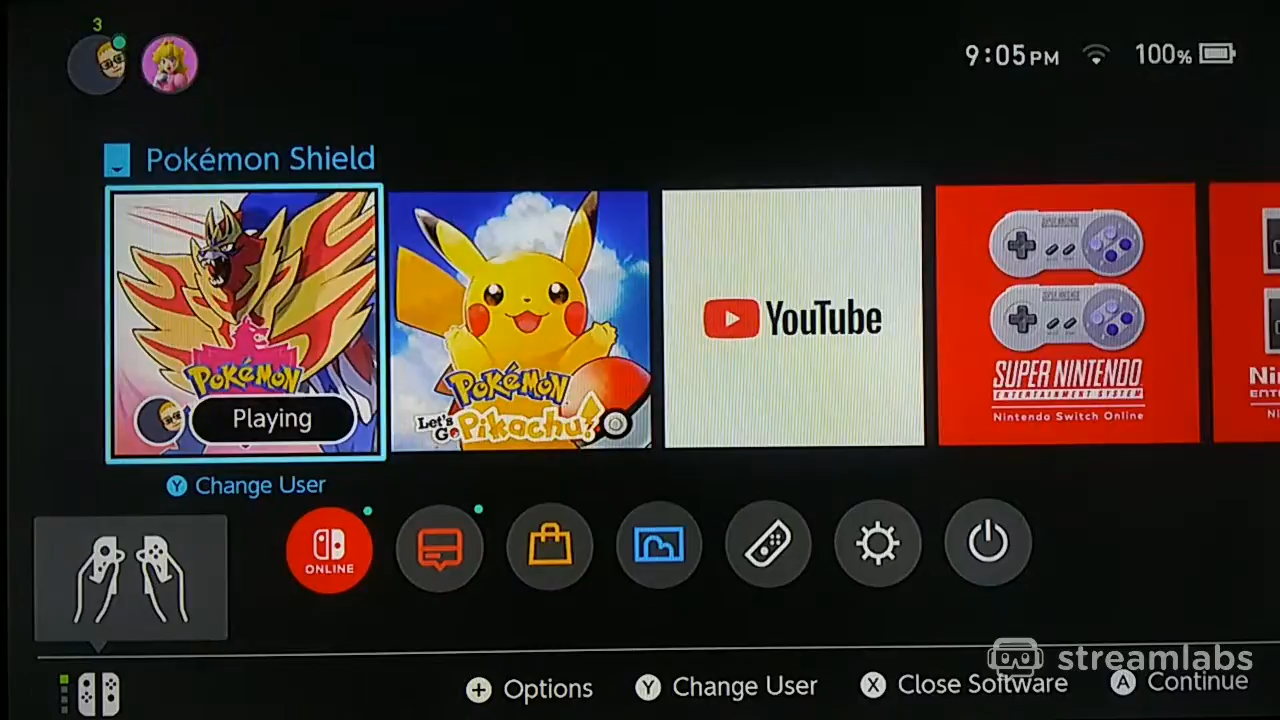 3
9:05PM 100%
Pokémon Shield
POKÉMON
Playing
POKÉMON
Let's Go Pikachu!
YouTube
SUPER NINTENDO
ENTERTAINMENT SYSTEM
Nintendo Switch Online
Y Change User
ONLINE
streamlabs
+ Options Y Change User X Close Software A Continue